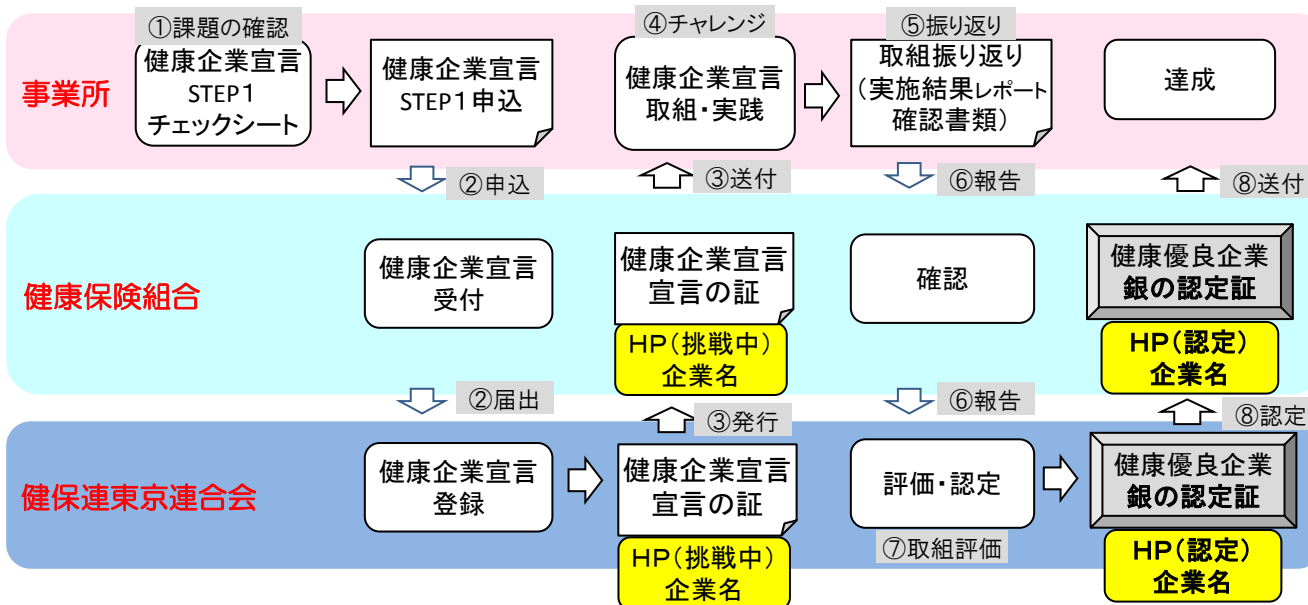 ①課題の確認
健康企業宣言
STEP1
チェックシート
健康企業宣言
STEP1申込
④チャレンジ
健康企業宣言
取組・実践
⑤振り返り
取組振り返り
(実施結果レポート
確認書類)
達成
事業所
②申込
③送付
⑥報告
⑧送付
健康保険組合
健康企業宣言
受付
健康企業宣言
宣言の証
HP(挑戦中)
企業名
確認
健康優良企業
銀の認定証
HP(認定)
企業名
②届出
③発行
⑥報告
⑧認定
健保連東京連合会
健康企業宣言
登録
健康企業宣言
宣言の証
HP(挑戦中)
企業名
評価・認定
⑦取組評価
健康優良企業
銀の認定証
HP(認定)
企業名